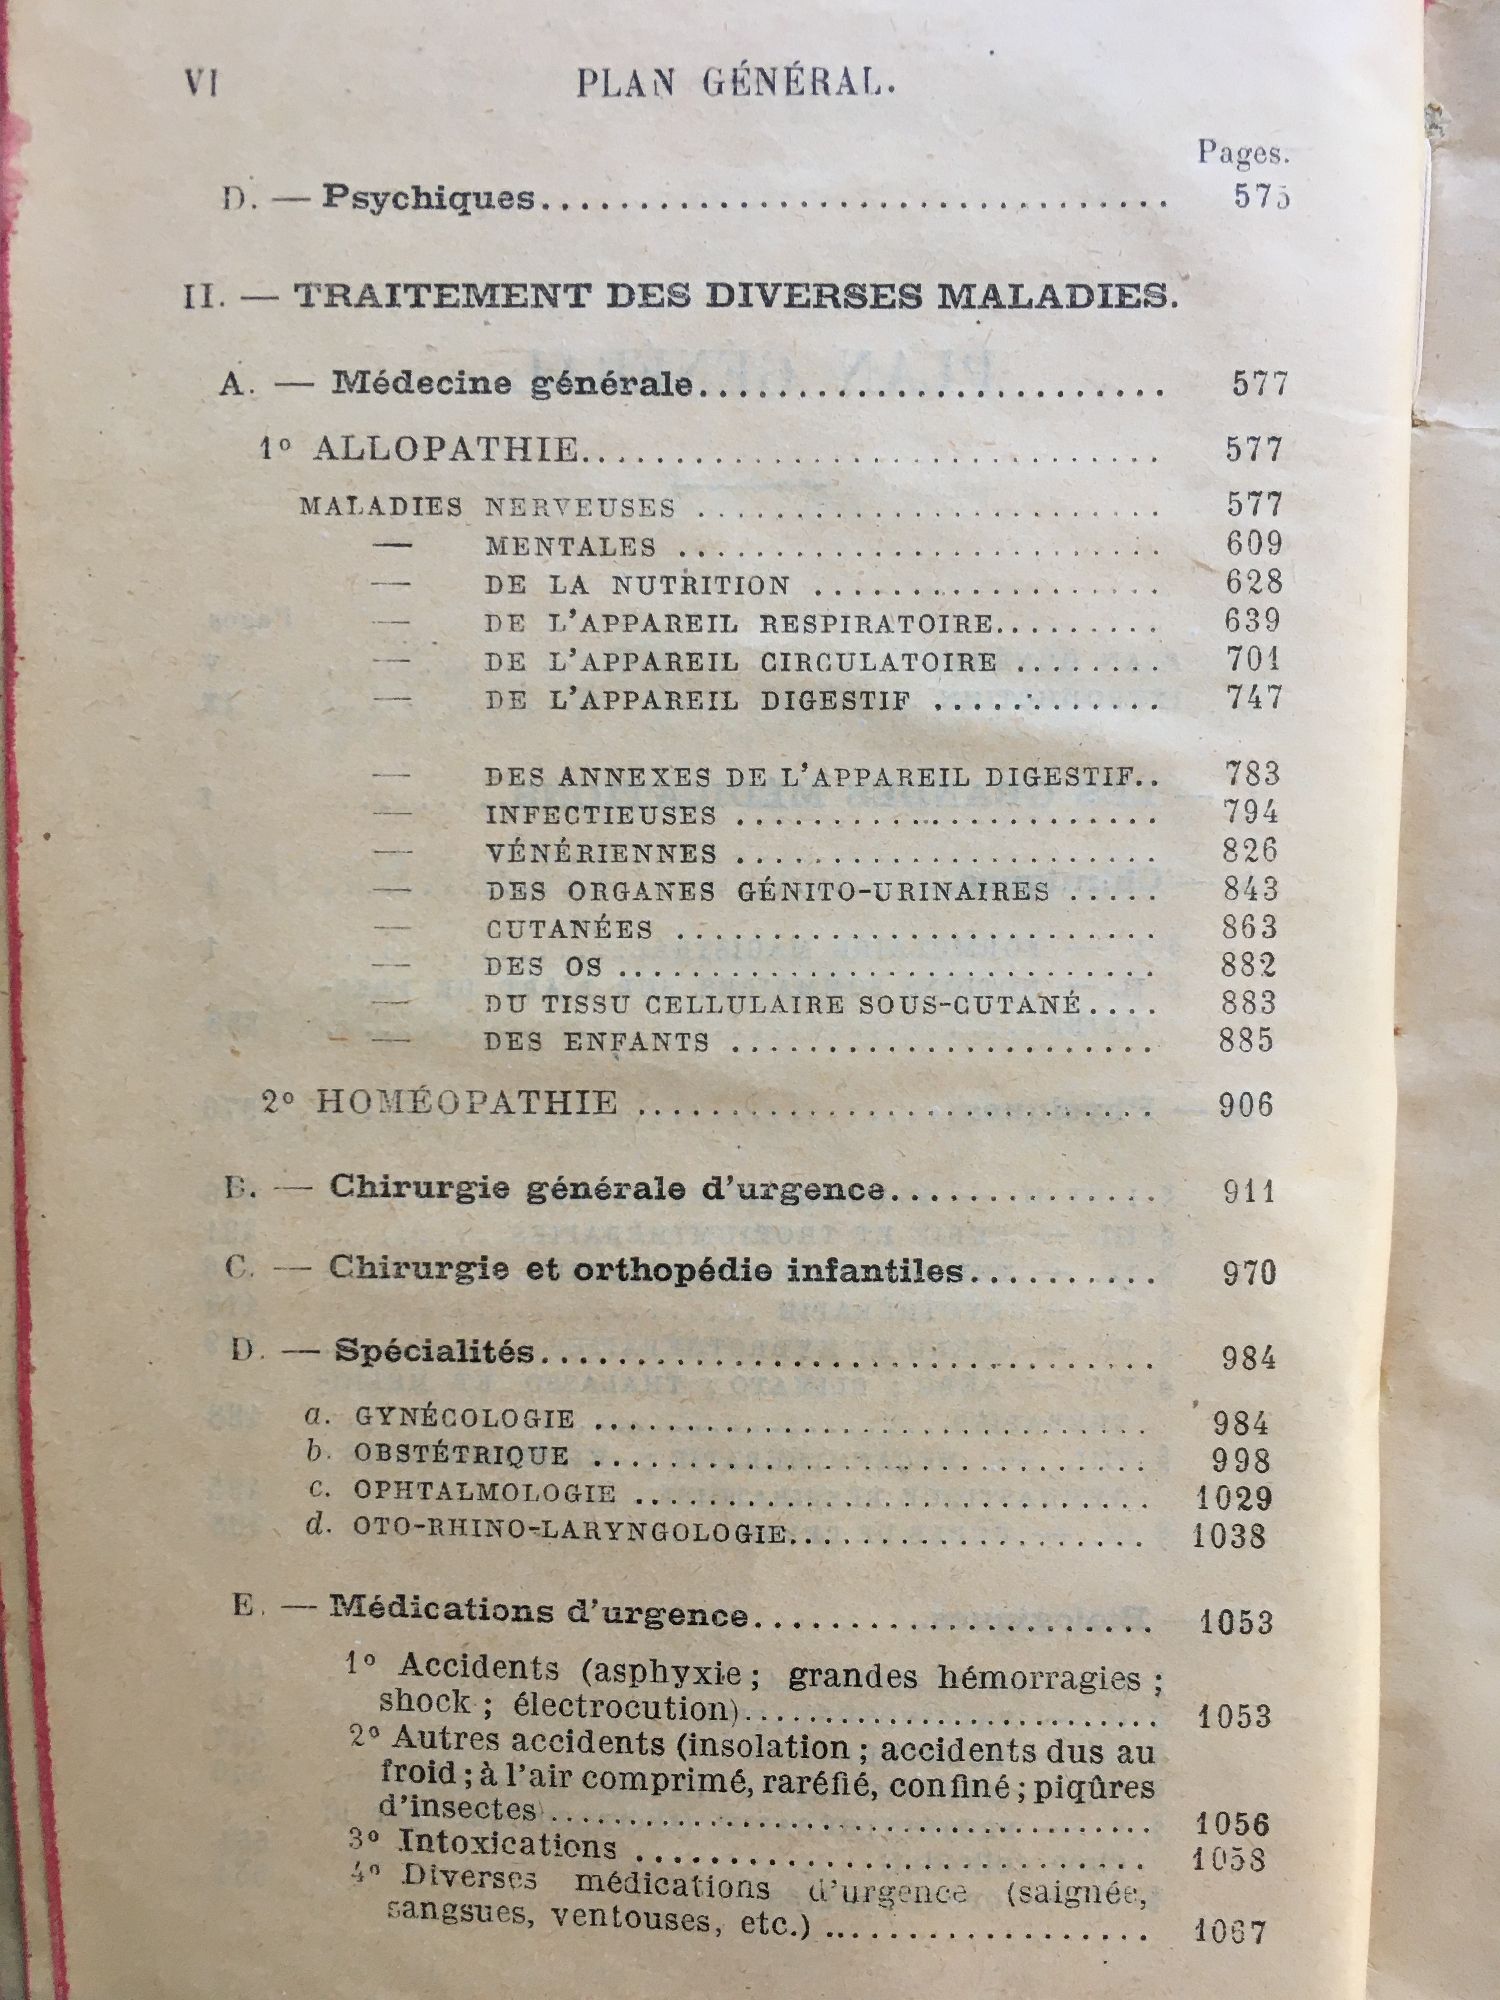 VI PLAN GÉNÉRAL.
Pages.
D. — Psychiques................................ 575
II. — TRAITEMENT DES DIVERSES MALADIES.
A. — Médecine générale........................ 577
1º ALLOPATHIE.............................. 577
MALADIES NERVEUSES ........................ 577
— MENTALES ......................... 609
— DE LA NUTRITION .................. 628
— DE L'APPAREIL RESPIRATOIRE......... 639
— DE L'APPAREIL CIRCULATOIRE ........ 701
— DE L'APPAREIL DIGESTIF ............ 747
— DES ANNEXES DE L'APPAREIL DIGESTIF.. 783
— INFECTIEUSES ...................... 794
— VÉNÉRIENNES ...................... 826
— DES ORGANES GÉNITO-URINAIRES ..... 843
— CUTANÉES ......................... 863
— DES OS ............................ 882
— DU TISSU CELLULAIRE SOUS-CUTANÉ.... 883
— DES ENFANTS ...................... 885
2º HOMÉOPATHIE ........................... 906
B. — Chirurgie générale d'urgence.............. 911
C. — Chirurgie et orthopédie infantiles.......... 970
D. — Spécialités................................ 984
a. GYNÉCOLOGIE ............................. 984
b. OBSTÉTRIQUE ............................. 998
c. OPHTALMOLOGIE ........................... 1029
d. OTO-RHINO-LARYNGOLOGIE................... 1038
E. — Médications d'urgence..................... 1053
1º Accidents (asphyxie ; grandes hémorragies ;
shock ; électrocution).......................... 1053
2º Autres accidents (insolation ; accidents dus au
froid ; à l'air comprimé, raréfié, confiné ; piqûres
d'insectes)................................... 1056
3º Intoxications ........................... 1058
4º Diverses médications d'urgence (saignée,
sangsues, ventouses, etc.) .................. 1067